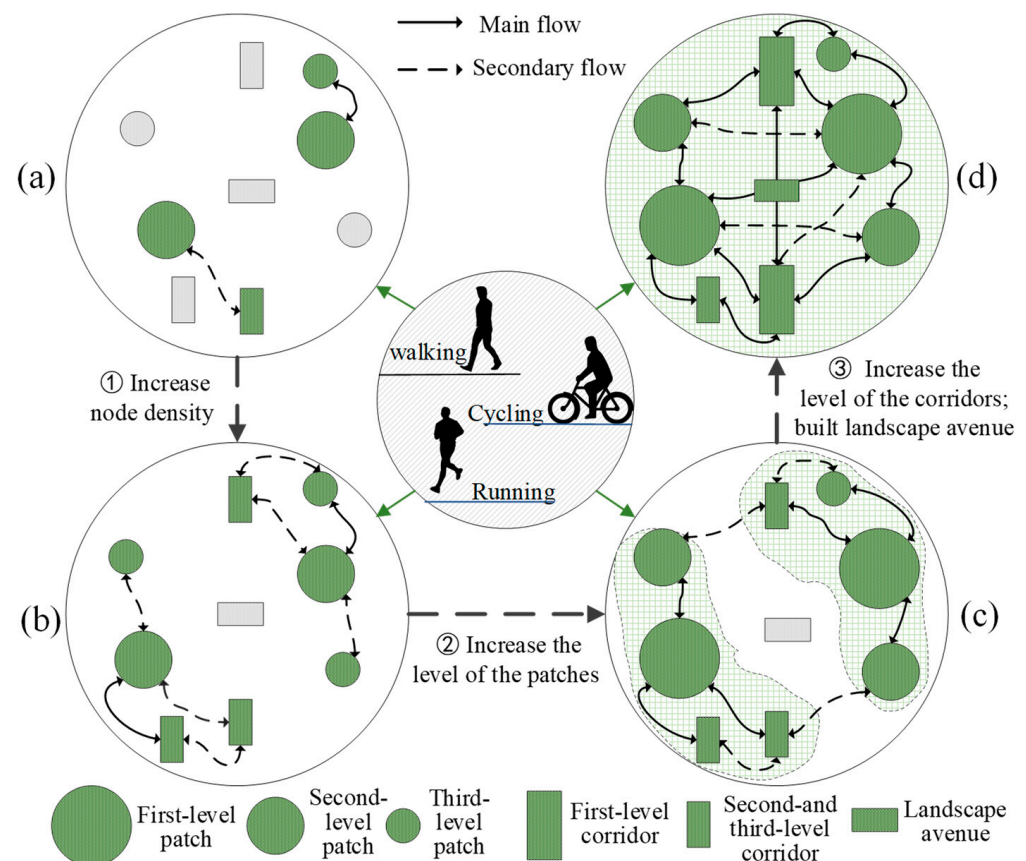 Main flow
Secondary flow
(a)
(d)
walking
Cycling
Running
① Increase
node density
③ Increase the
level of the corridors;
built landscape avenue
(b)
(c)
② Increase the
level of the patches
First-level
patch
Second-
level
patch
Third-
level
patch
First-level
corridor
Second-and
third-level
corridor
Landscape
avenue